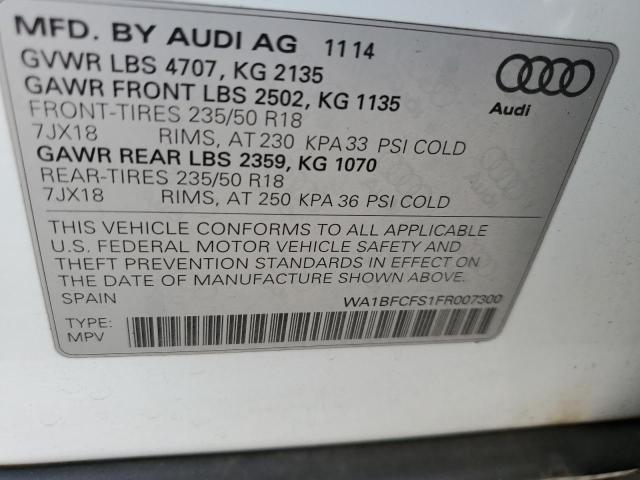 MFD. BY AUDI AG 11 14
GVWR LBS 4707, KG 2135
GAWR FRONT LBS 2502, KG 1135
FRONT-TIRES 235/50 R18
7JX18 RIMS, AT 230 KPA 33 PSI COLD
GAWR REAR LBS 2359, KG 1070
REAR-TIRES 235/50 R18
7JX18 RIMS, AT 250 KPA 36 PSI COLD
Audi
THIS VEHICLE CONFORMS TO ALL APPLICABLE
U.S. FEDERAL MOTOR VEHICLE SAFETY AND
THEFT PREVENTION STANDARDS IN EFFECT ON
THE DATE OF MANUFACTURE SHOWN ABOVE.
SPAIN WA1BFCFS1FR007300
TYPE:
MPV